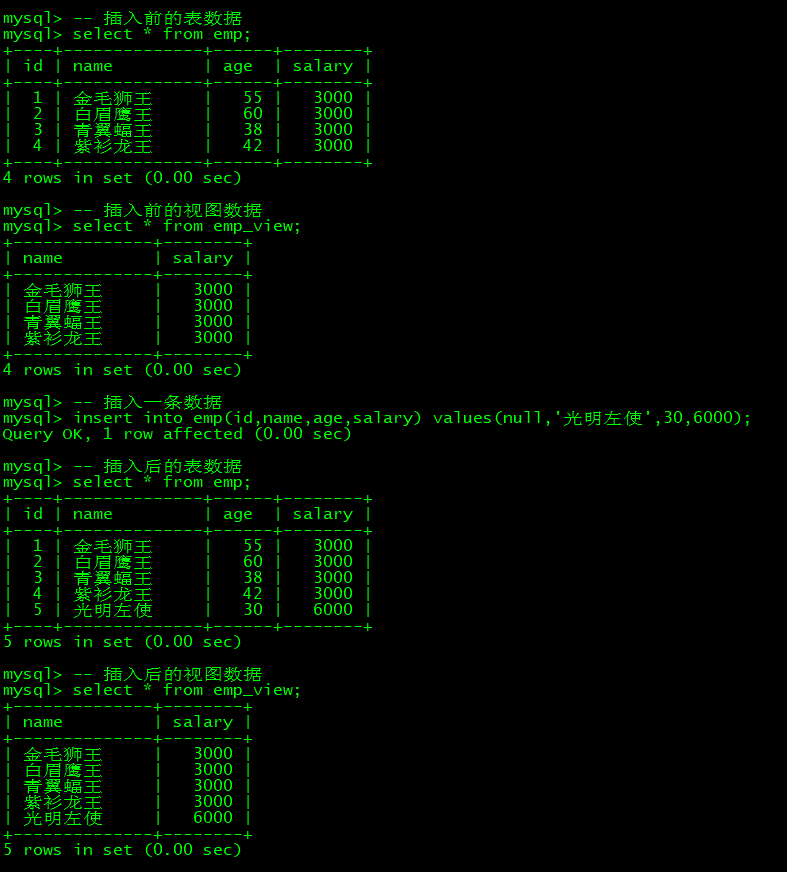 mysql> -- 插入前的表数据
mysql> select * from emp;
+----+--------------+------+--------+
| id | name         | age  | salary |
+----+--------------+------+--------+
|  1 | 金毛狮王     |   55 |   3000 |
|  2 | 白眉鹰王     |   60 |   3000 |
|  3 | 青翼蝠王     |   38 |   3000 |
|  4 | 紫衫龙王     |   42 |   3000 |
+----+--------------+------+--------+
4 rows in set (0.00 sec)
mysql> -- 插入前的视图数据
mysql> select * from emp_view;
+--------------+--------+
| name         | salary |
+--------------+--------+
| 金毛狮王     |   3000 |
| 白眉鹰王     |   3000 |
| 青翼蝠王     |   3000 |
| 紫衫龙王     |   3000 |
+--------------+--------+
4 rows in set (0.00 sec)
mysql> -- 插入一条数据
mysql> insert into emp(id,name,age,salary) values(null,'光明左使',30,6000);
Query OK, 1 row affected (0.00 sec)
mysql> -- 插入后的表数据
mysql> select * from emp;
+----+--------------+------+--------+
| id | name         | age  | salary |
+----+--------------+------+--------+
|  1 | 金毛狮王     |   55 |   3000 |
|  2 | 白眉鹰王     |   60 |   3000 |
|  3 | 青翼蝠王     |   38 |   3000 |
|  4 | 紫衫龙王     |   42 |   3000 |
|  5 | 光明左使     |   30 |   6000 |
+----+--------------+------+--------+
5 rows in set (0.00 sec)
mysql> -- 插入后的视图数据
mysql> select * from emp_view;
+--------------+--------+
| name         | salary |
+--------------+--------+
| 金毛狮王     |   3000 |
| 白眉鹰王     |   3000 |
| 青翼蝠王     |   3000 |
| 紫衫龙王     |   3000 |
| 光明左使     |   6000 |
+--------------+--------+
5 rows in set (0.00 sec)